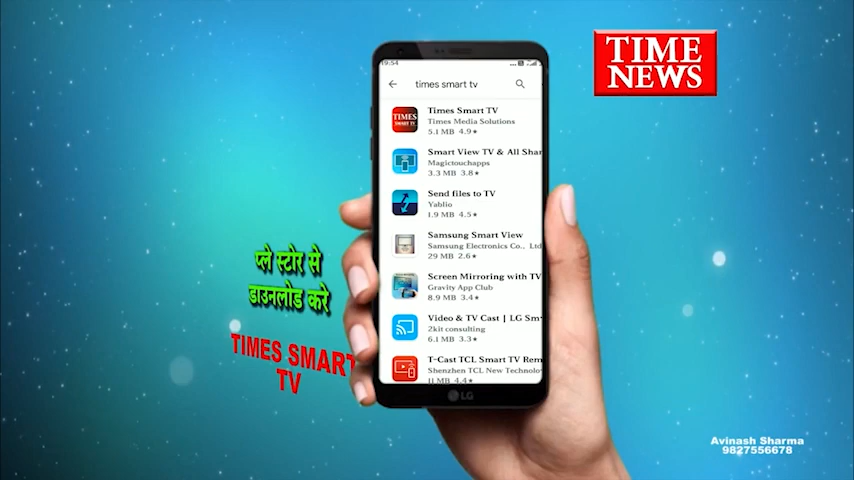 TIME
NEWS
19:54
times smart tv
Times Smart TV
Times Media Solutions
5.1 MB 4.9★
Smart View TV & All Shar
Magictouchapps
3.3 MB 3.8★
Send files to TV
Yablio
1.9 MB 4.5★
Samsung Smart View
Samsung Electronics Co., Ltd
29 MB 2.6★
Screen Mirroring with TV
Gravity App Club
8.9 MB 3.4★
Video & TV Cast | LG Sm
2kit consulting
6.1 MB 3.3★
T-Cast TCL Smart TV Rem
Shenzhen TCL New Technolo
11 MB 4.4★
LG
TIMES
SMART TV
प्ले स्टोर से
डाउनलोड करे
TIMES SMART
TV
Avinash Sharma
9827556678